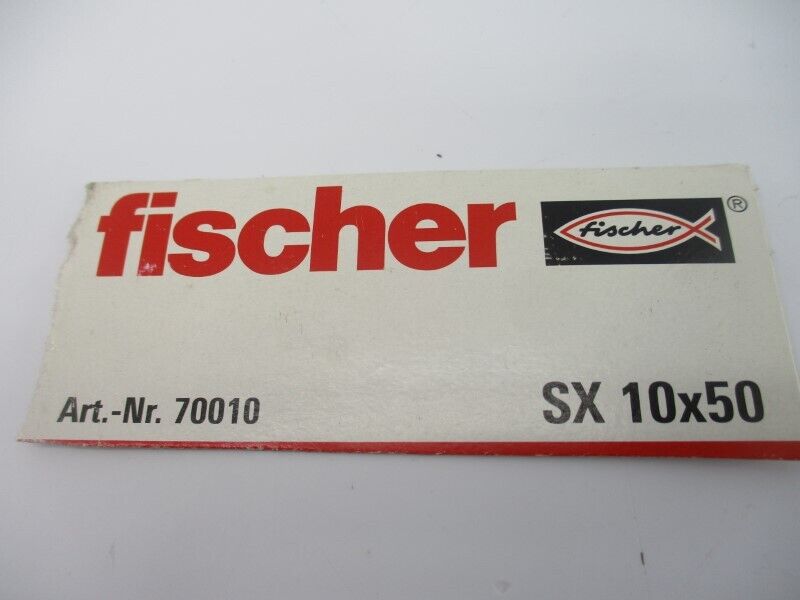 fischer
fischer ®
Art.-Nr. 70010
SX 10x50